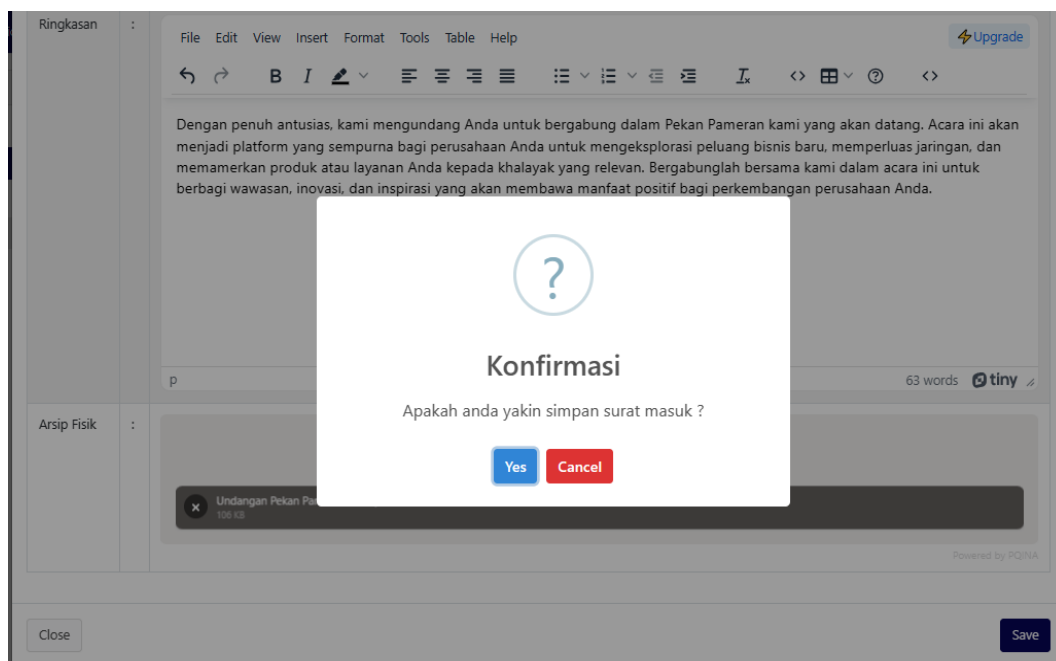 Ringkasan :
File Edit View Insert Format Tools Table Help ⚡Upgrade
B I
Dengan penuh antusias, kami mengundang Anda untuk bergabung dalam Pekan Pameran kami yang akan datang. Acara ini akan
menjadi platform yang sempurna bagi perusahaan Anda untuk mengeksplorasi peluang bisnis baru, memperluas jaringan, dan
memamerkan produk atau layanan Anda kepada khalayak yang relevan. Bergabunglah bersama kami dalam acara ini untuk
berbagi wawasan, inovasi, dan inspirasi yang akan membawa manfaat positif bagi perkembangan perusahaan Anda.
?
Konfirmasi
Apakah anda yakin simpan surat masuk ?
Yes Cancel
p 63 words tiny
Arsip Fisik :
Undangan Pekan
106 KB
Powered by PQINA
Close Save